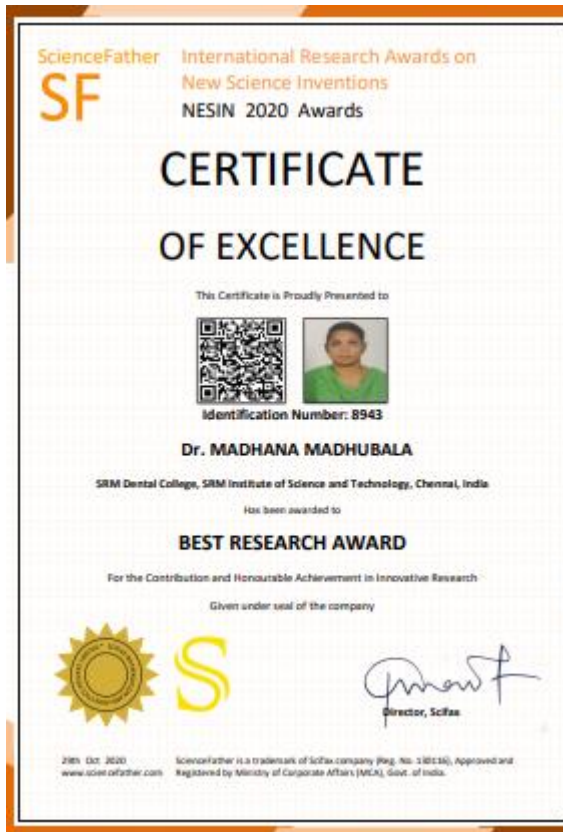 ScienceFather
SF
International Research Awards on
New Science Inventions
NESIN 2020 Awards
CERTIFICATE
OF EXCELLENCE
This Certificate is Proudly Presented to
Identification Number: 8943
Dr. MADHANA MADHUBALA
SRM Dental College, SRM Institute of Science and Technology, Chennai, India
Has been awarded to
BEST RESEARCH AWARD
For the Contribution and Honourable Achievement in Innovative Research
Given under seal of the company
S
Director, Scifax
29th Oct 2020
www.sciencefather.com
ScienceFather is a trademark of Scifax company (Reg. No. 130116), Approved and
Registered by Ministry of Corporate Affairs (MCA), Govt. of India.